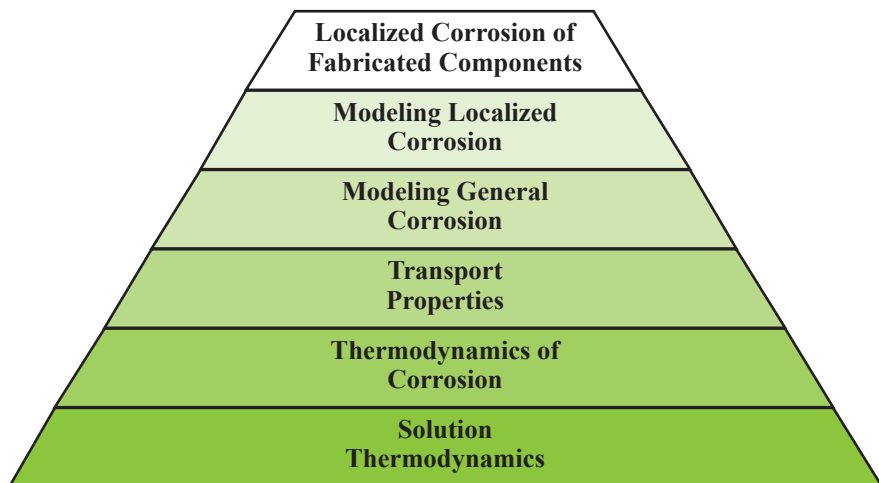 Localized Corrosion of
Fabricated Components
Modeling Localized
Corrosion
Modeling General
Corrosion
Transport
Properties
Thermodynamics of
Corrosion
Solution
Thermodynamics